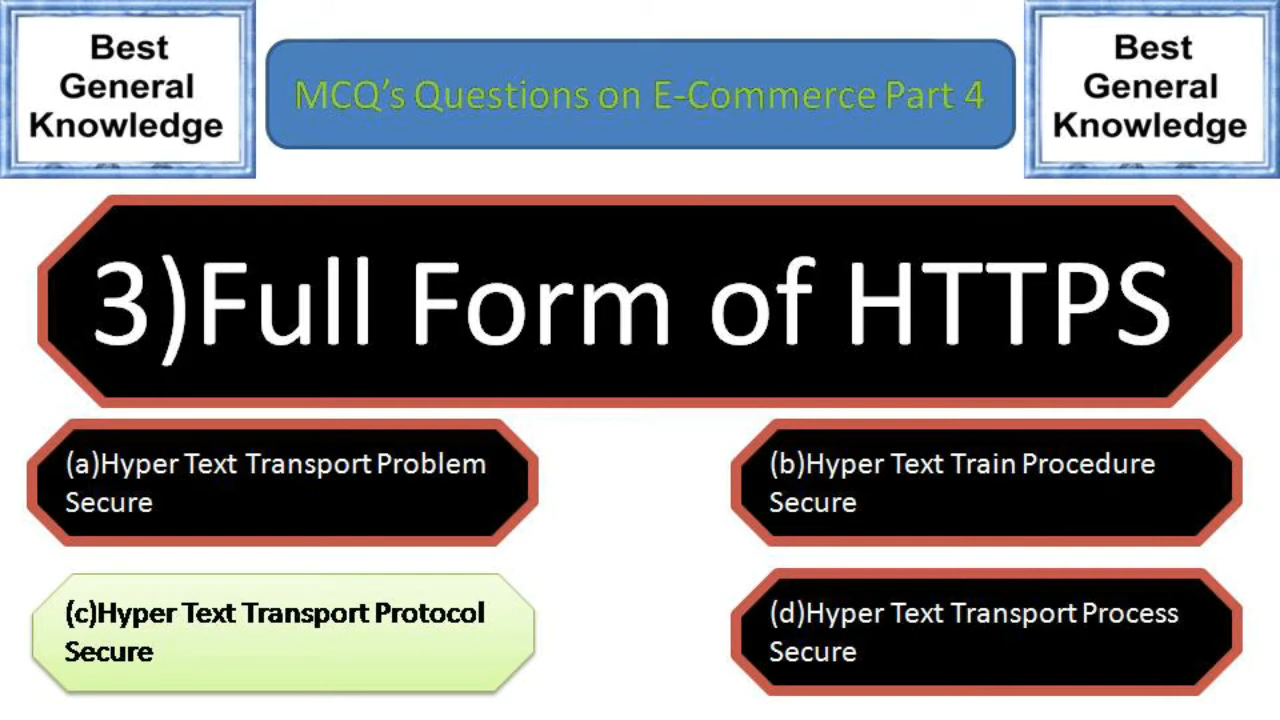 Best
General
Knowledge
MCQ's Questions on E-Commerce Part 4
Best
General
Knowledge
3)Full Form of HTTPS
(a)Hyper Text Transport Problem
Secure
(b)Hyper Text Train Procedure
Secure
(c)Hyper Text Transport Protocol
Secure
(d)Hyper Text Transport Process
Secure